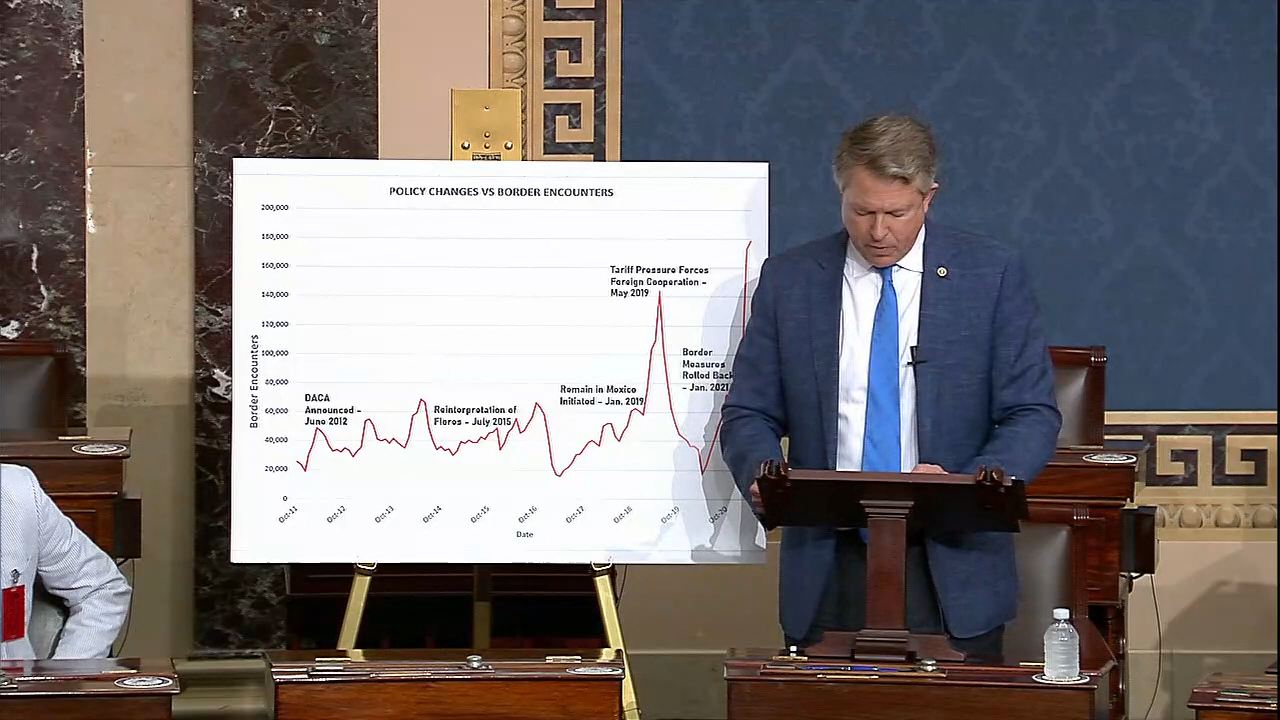 POLICY CHANGES VS BORDER ENCOUNTERS
200,000
180,000
160,000
140,000
120,000
100,000
80,000
60,000
40,000
20,000
0
Border Encounters
DACA
Announced –
June 2012
Reinterpretation of
Flores – July 2015
Remain in Mexico
Initiated – Jan. 2019
Tariff Pressure Forces
Foreign Cooperation –
May 2019
Border
Measures
Rolled Back
– Jan. 2021
Oct-11
Oct-12
Oct-13
Oct-14
Oct-15
Oct-16
Oct-17
Oct-18
Oct-19
Oct-20
Date